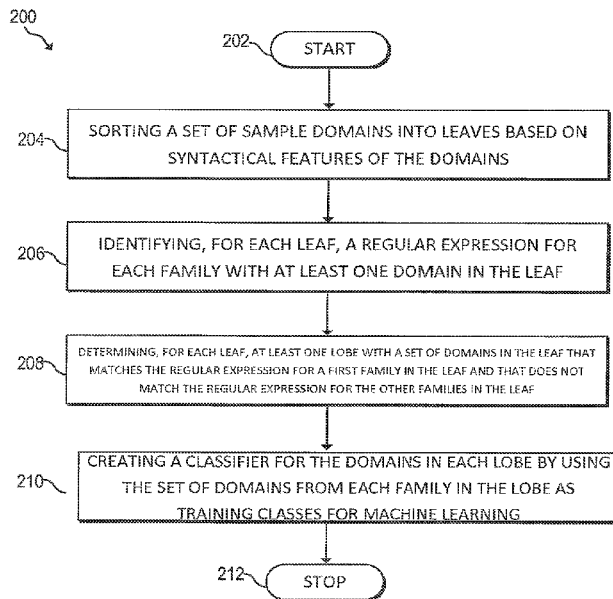 200
202
START
204
SORTING A SET OF SAMPLE DOMAINS INTO LEAVES BASED ON
SYNTACTICAL FEATURES OF THE DOMAINS
206
IDENTIFYING, FOR EACH LEAF, A REGULAR EXPRESSION FOR
EACH FAMILY WITH AT LEAST ONE DOMAIN IN THE LEAF
208
DETERMINING, FOR EACH LEAF, AT LEAST ONE LOBE WITH A SET OF DOMAINS IN THE LEAF THAT
MATCHES THE REGULAR EXPRESSION FOR A FIRST FAMILY IN THE LEAF AND THAT DOES NOT
MATCH THE REGULAR EXPRESSION FOR THE OTHER FAMILIES IN THE LEAF
210
CREATING A CLASSIFIER FOR THE DOMAINS IN EACH LOBE BY USING
THE SET OF DOMAINS FROM EACH FAMILY IN THE LOBE AS
TRAINING CLASSES FOR MACHINE LEARNING
212
STOP